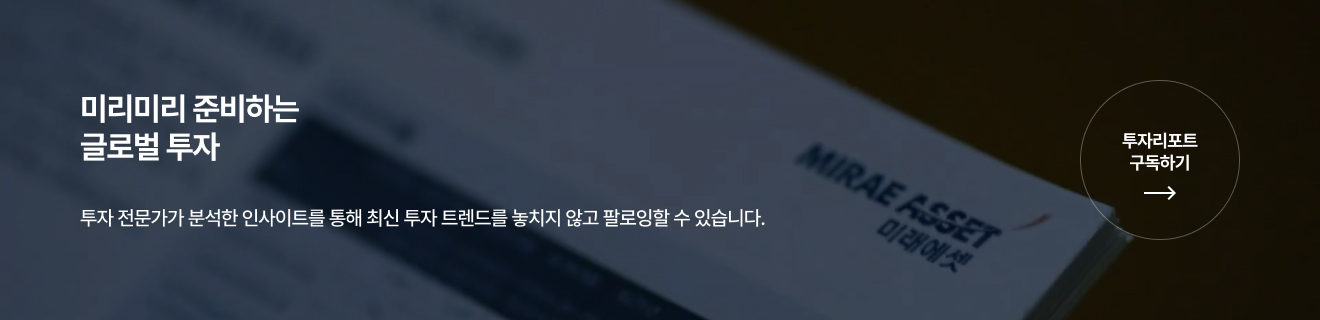 미리미리 준비하는
글로벌 투자
투자 전문가가 분석한 인사이트를 통해 최신 투자 트렌드를 놓치지 않고 팔로잉할 수 있습니다.
MIRAE ASSET
미래에셋
투자리포트
구독하기